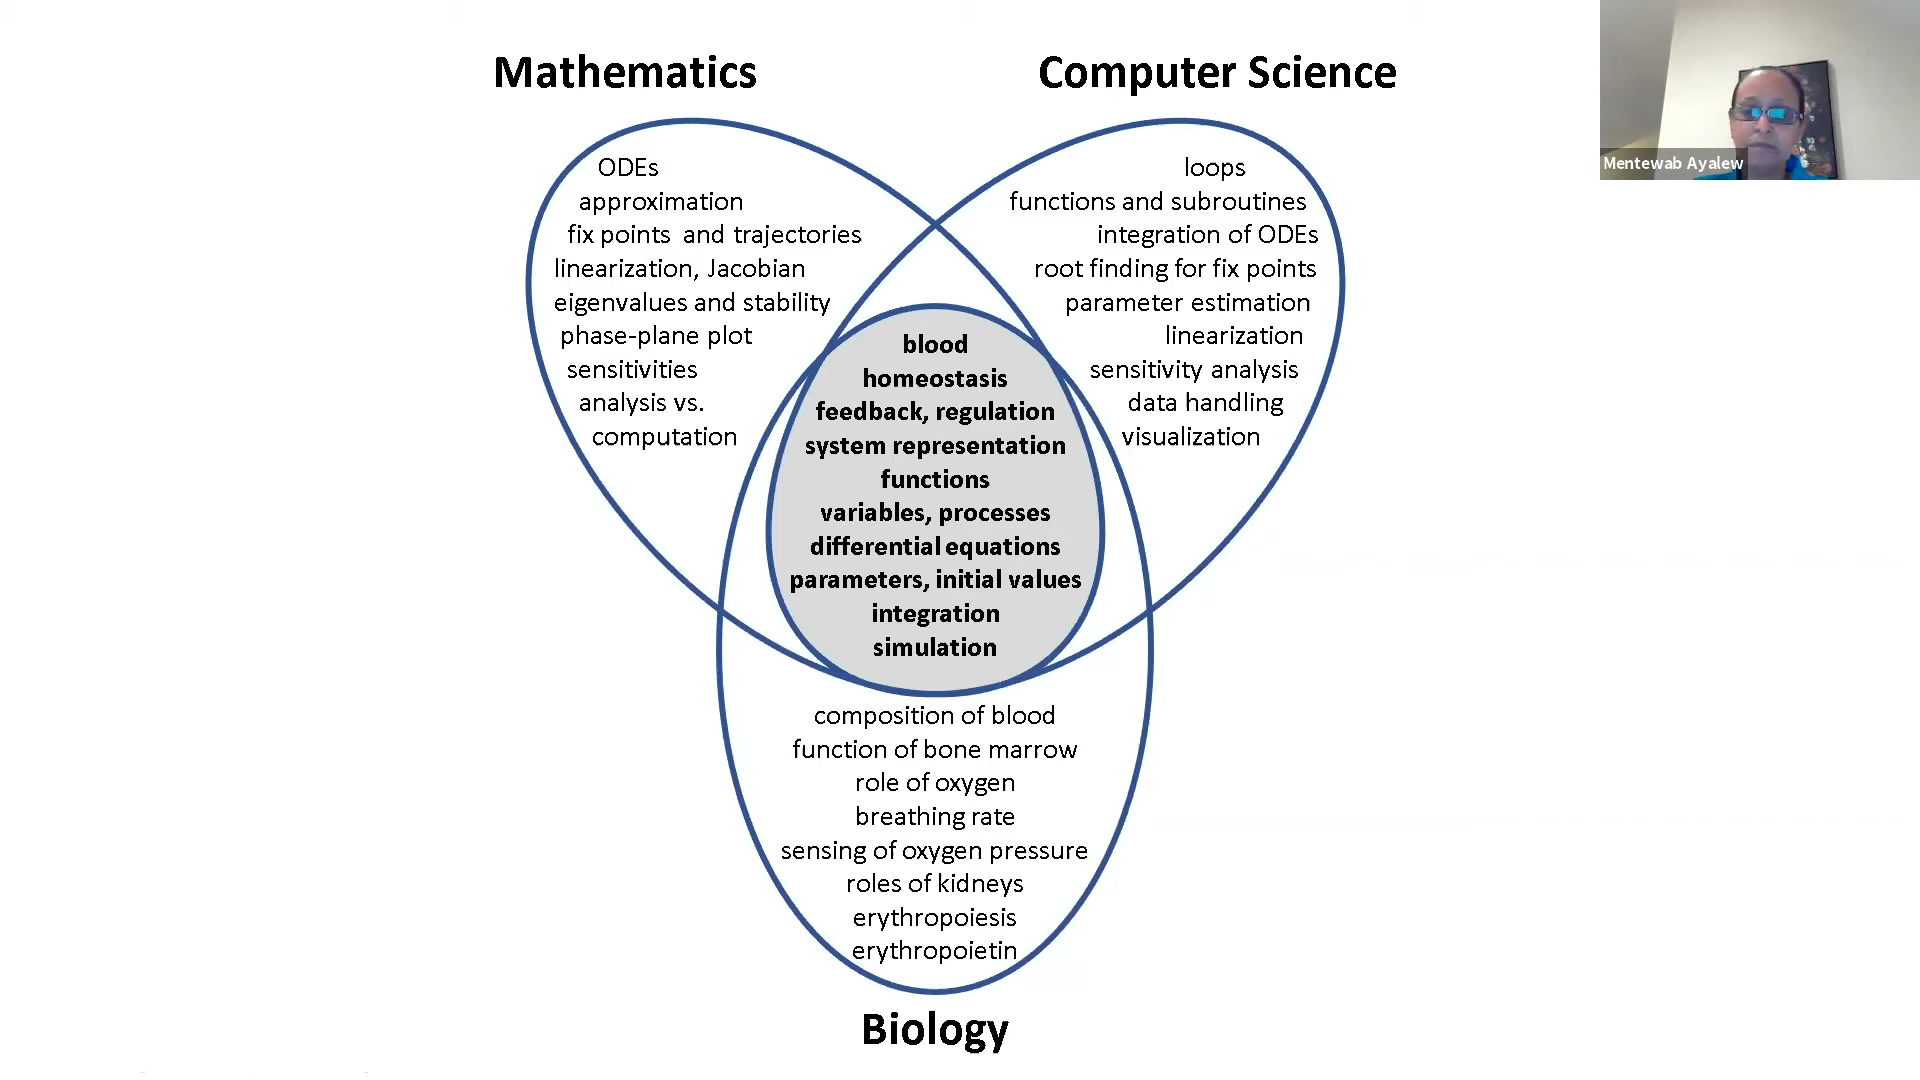 Mathematics
Computer Science
Mentewab Ayalew
ODEs
approximation
fix points and trajectories
linearization, Jacobian
eigenvalues and stability
phase-plane plot
sensitivities
analysis vs.
computation
loops
functions and subroutines
integration of ODEs
root finding for fix points
parameter estimation
linearization
sensitivity analysis
data handling
visualization
blood
homeostasis
feedback, regulation
system representation
functions
variables, processes
differential equations
parameters, initial values
integration
simulation
composition of blood
function of bone marrow
role of oxygen
breathing rate
sensing of oxygen pressure
roles of kidneys
erythropoiesis
erythropoietin
Biology